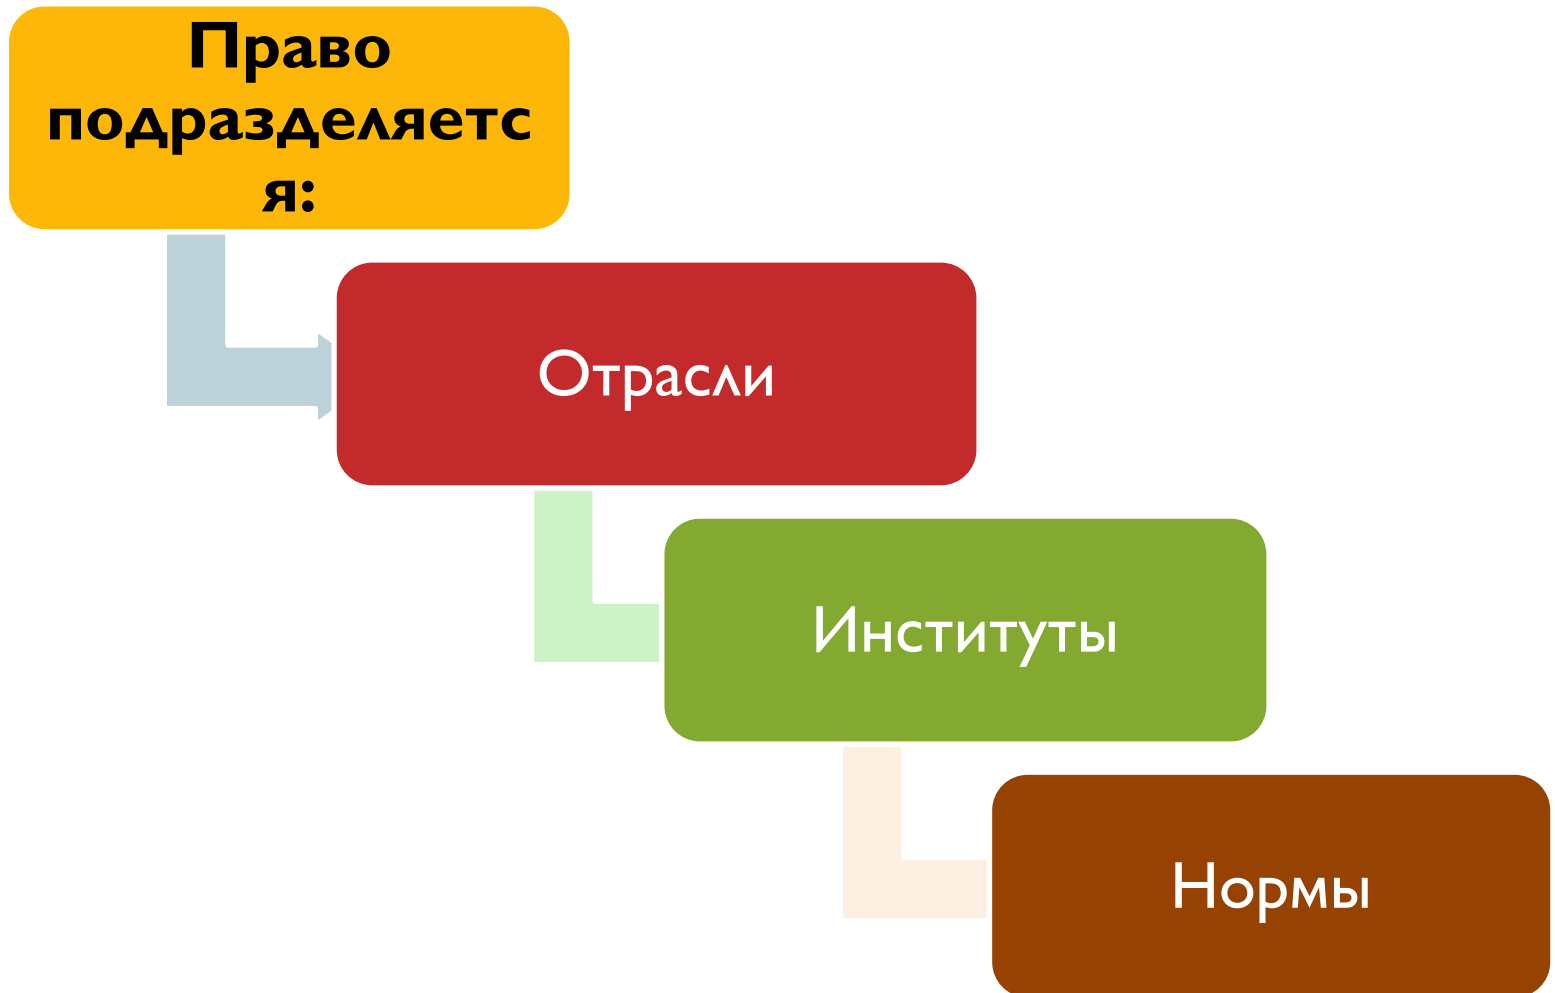 Право
подразделяетс
я:
Отрасли
Институты
Нормы